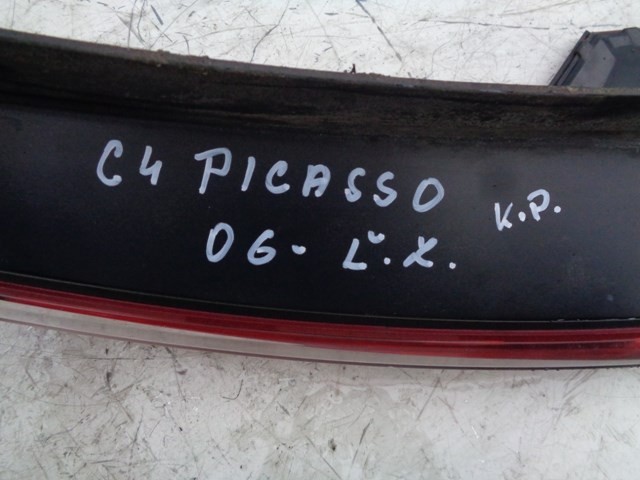 C4 PICASSO
K.P.
06- Ľ.Z.